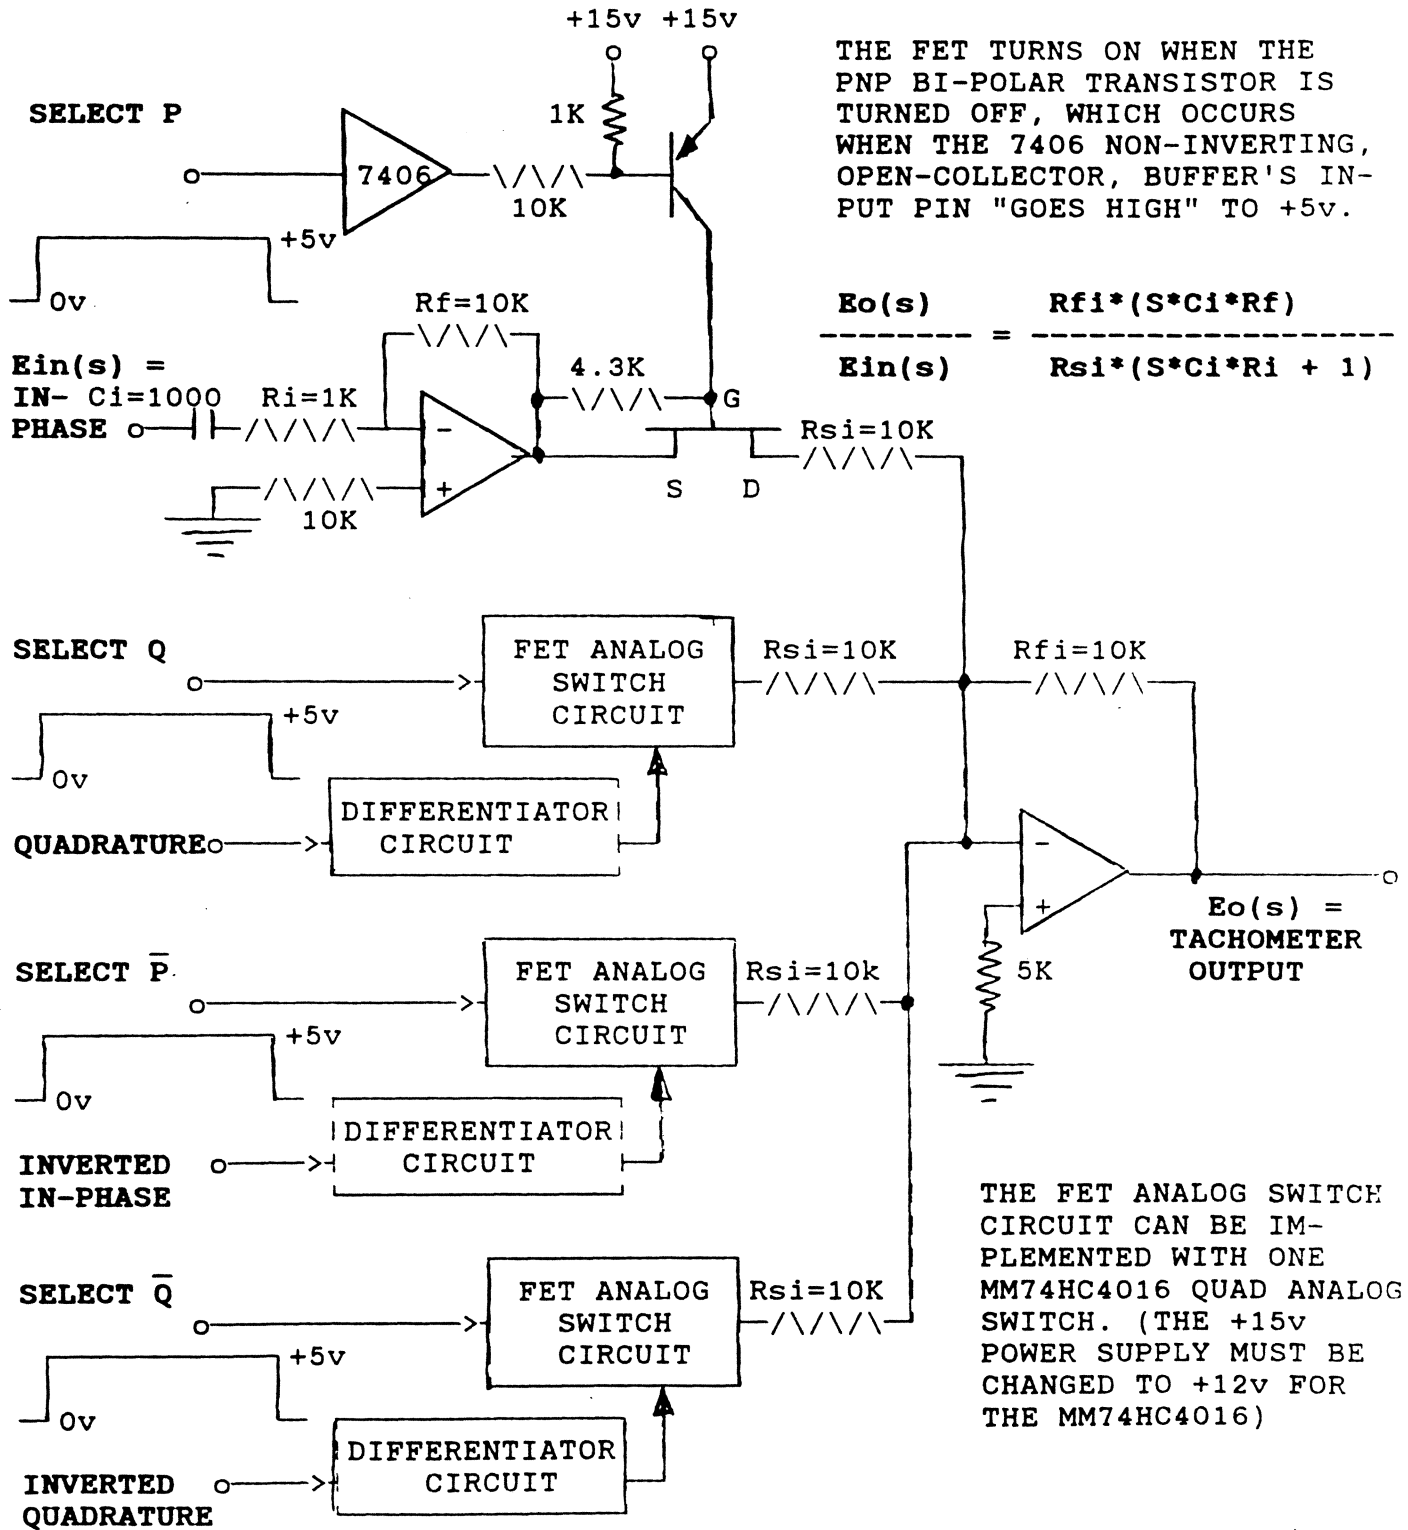 +15v +15v
THE FET TURNS ON WHEN THE
PNP BI-POLAR TRANSISTOR IS
TURNED OFF, WHICH OCCURS
WHEN THE 7406 NON-INVERTING,
OPEN-COLLECTOR, BUFFER'S IN-
PUT PIN "GOES HIGH" TO +5v.
SELECT P
1K
7406
10K
+5v
0v
Rf=10K
Eo(s) Rfi*(S*Ci*Rf)
-------- = -------------------
Ein(s) Rsi*(S*Ci*Ri + 1)
Ein(s) =
IN- Ci=1000
PHASE
Ri=1K
4.3K
G
Rsi=10K
-
+
S D
10K
SELECT Q
FET ANALOG
SWITCH
CIRCUIT
Rsi=10K
Rfi=10K
+5v
0v
DIFFERENTIATOR
CIRCUIT
QUADRATURE
-
+
Eo(s) =
TACHOMETER
OUTPUT
5K
SELECT P̅
FET ANALOG
SWITCH
CIRCUIT
Rsi=10k
+5v
0v
DIFFERENTIATOR
CIRCUIT
INVERTED
IN-PHASE
THE FET ANALOG SWITCH
CIRCUIT CAN BE IM-
PLEMENTED WITH ONE
MM74HC4016 QUAD ANALOG
SWITCH. (THE +15v
POWER SUPPLY MUST BE
CHANGED TO +12v FOR
THE MM74HC4016)
SELECT Q̅
FET ANALOG
SWITCH
CIRCUIT
Rsi=10K
+5v
0v
DIFFERENTIATOR
CIRCUIT
INVERTED
QUADRATURE